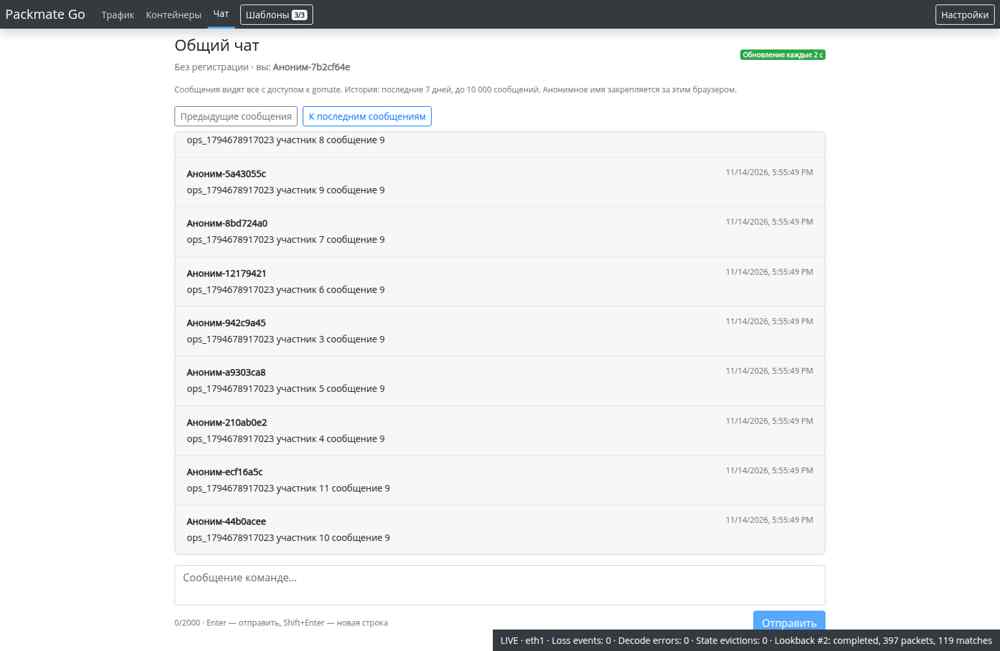 Packmate Go Трафик Контейнеры Чат Шаблоны 3/3 Настройки
Общий чат
Обновление каждые 2 с
Без регистрации · вы: Аноним-7b2cf64e
Сообщения видят все с доступом к gomate. История: последние 7 дней, до 10 000 сообщений. Анонимное имя закрепляется за этим браузером.
Предыдущие сообщения К последним сообщениям
ops_1794678917023 участник 8 сообщение 9
Аноним-5a43055c 11/14/2026, 5:55:49 PM
ops_1794678917023 участник 9 сообщение 9
Аноним-8bd724a0 11/14/2026, 5:55:49 PM
ops_1794678917023 участник 7 сообщение 9
Аноним-12179421 11/14/2026, 5:55:49 PM
ops_1794678917023 участник 6 сообщение 9
Аноним-942c9a45 11/14/2026, 5:55:49 PM
ops_1794678917023 участник 3 сообщение 9
Аноним-a9303ca8 11/14/2026, 5:55:49 PM
ops_1794678917023 участник 5 сообщение 9
Аноним-210ab0e2 11/14/2026, 5:55:49 PM
ops_1794678917023 участник 4 сообщение 9
Аноним-ecf16a5c 11/14/2026, 5:55:49 PM
ops_1794678917023 участник 11 сообщение 9
Аноним-44b0acee 11/14/2026, 5:55:49 PM
ops_1794678917023 участник 10 сообщение 9
Сообщение команде...
0/2000 · Enter — отправить, Shift+Enter — новая строка
Отправить
LIVE · eth1 · Loss events: 0 · Decode errors: 0 · State evictions: 0 · Lookback #2: completed, 397 packets, 119 matches